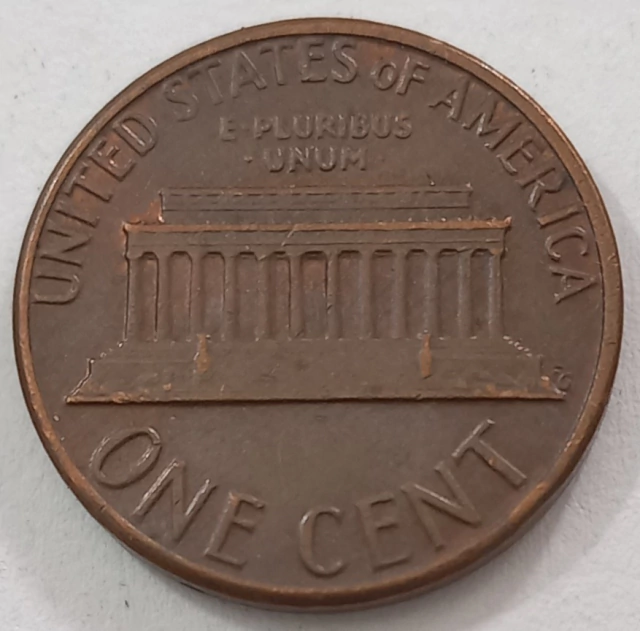 UNITED STATES OF AMERICA
E·PLURIBUS
·UNUM·
ONE CENT